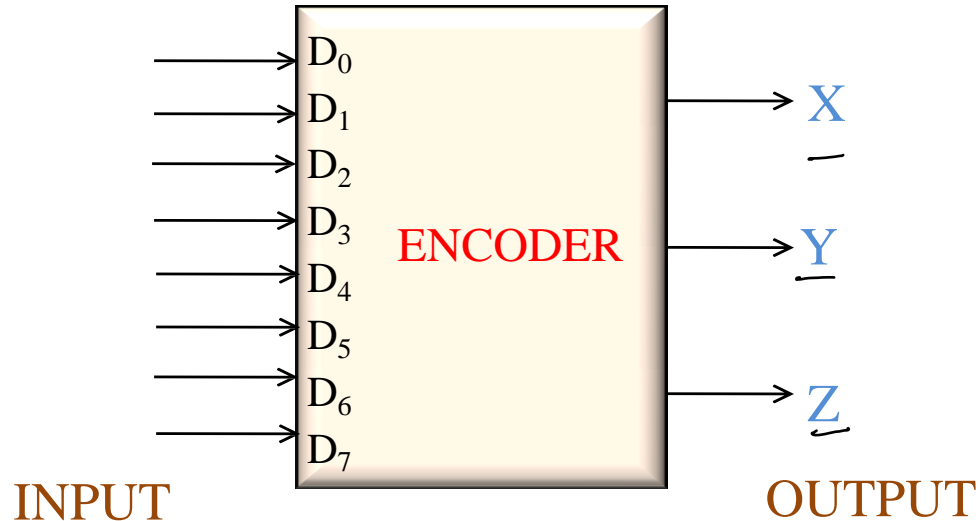 D₀
D₁
X
D₂
D₃
ENCODER
Y
D₄
D₅
D₆
Z
D₇
INPUT
OUTPUT